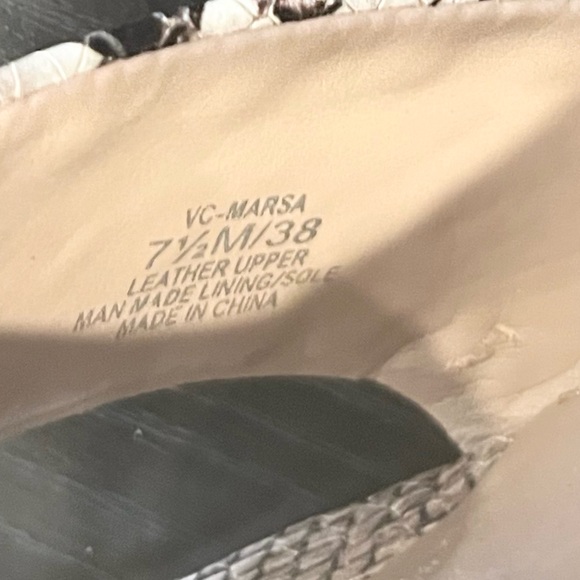 VC-MARSA
7½M/38
LEATHER UPPER
MAN MADE LINING/SOLE
MADE IN CHINA